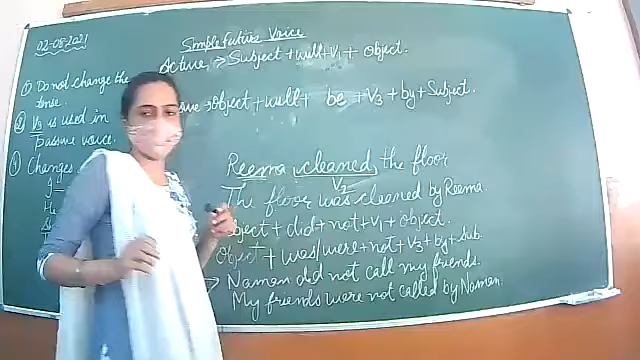 02-08-2021
Simple Future Voice
Active → Subject + will + V1 + Object.
① Do not change the tense.
→ Object + will + be + V3 + by + Subject.
② V3 is used in passive voice.
Changes
Reema cleaned the floor
V2
The floor was cleaned by Reema.
+ did + not + V1 + object.
Object + was/were + not + V3 + by + Sub.
→ Naman did not call my friends.
My friends were not called by Naman.